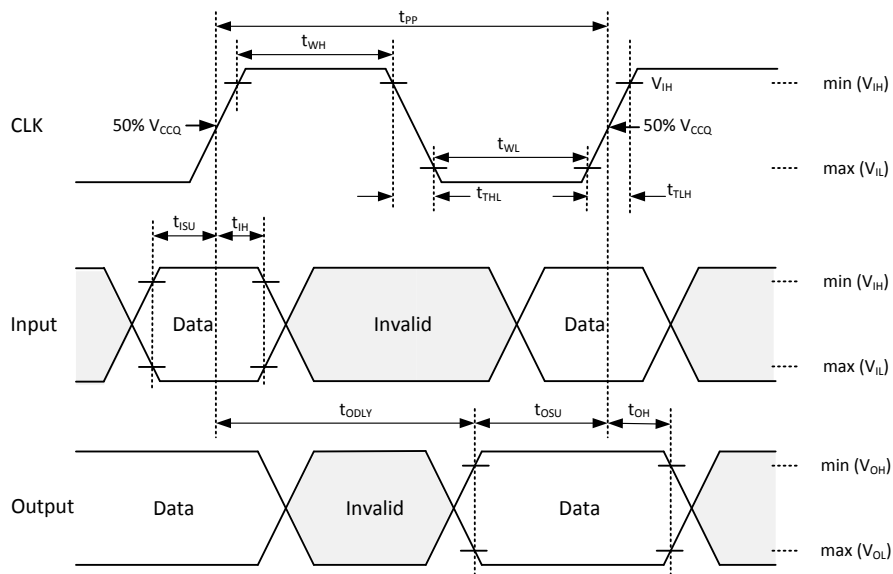 tPP
tWH
VIH
min (VIH)
CLK
50% VCCQ
50% VCCQ
tWL
max (VIL)
tTHL
tTLH
tISU
tIH
min (VIH)
Input
Data
Invalid
Data
max (VIL)
tODLY
tOSU
tOH
min (VOH)
Output
Data
Invalid
Data
max (VOL)